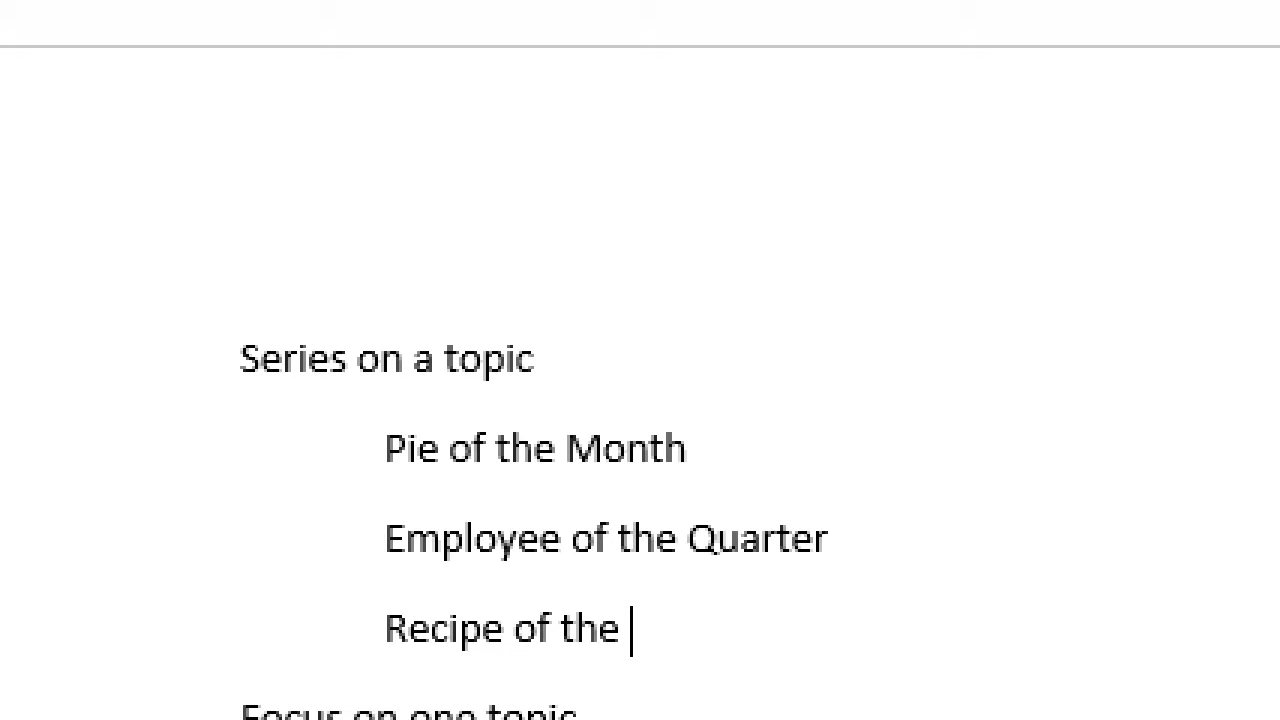 Series on a topic
Pie of the Month
Employee of the Quarter
Recipe of the
Focus on one topic